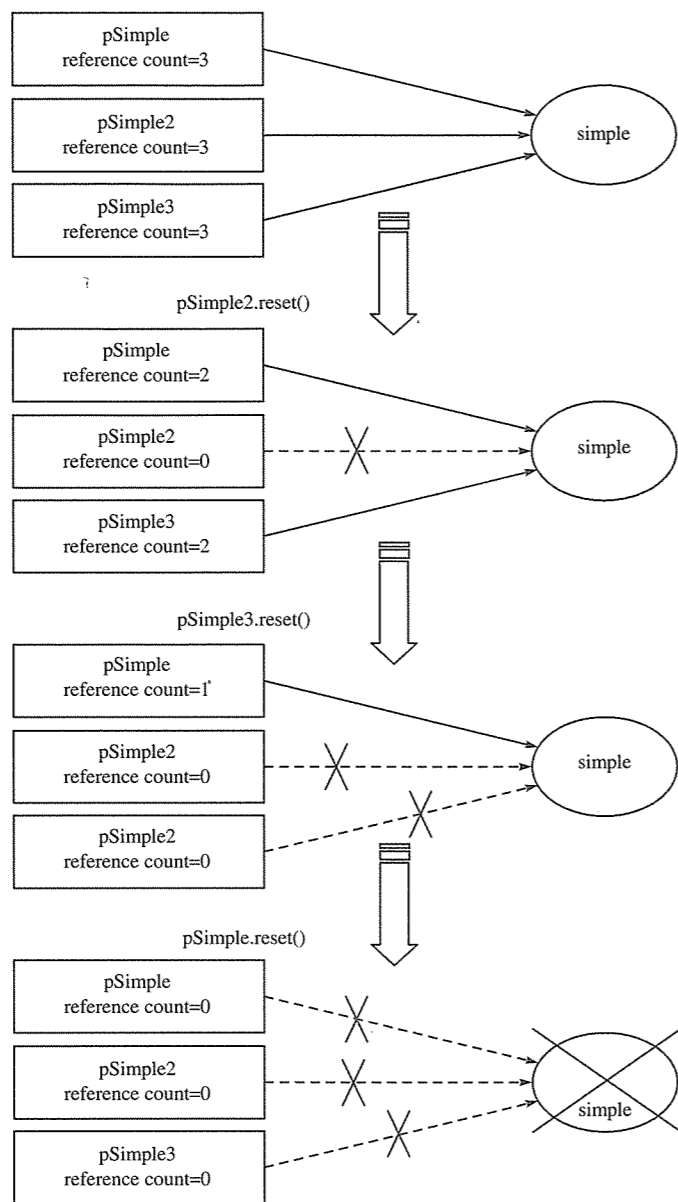 pSimple
reference count=3
pSimple2
reference count=3
simple
pSimple3
reference count=3
pSimple2.reset()
pSimple
reference count=2
pSimple2
reference count=0
simple
pSimple3
reference count=2
pSimple3.reset()
pSimple
reference count=1
pSimple2
reference count=0
simple
pSimple2
reference count=0
pSimple.reset()
pSimple
reference count=0
pSimple2
reference count=0
simple
pSimple3
reference count=0